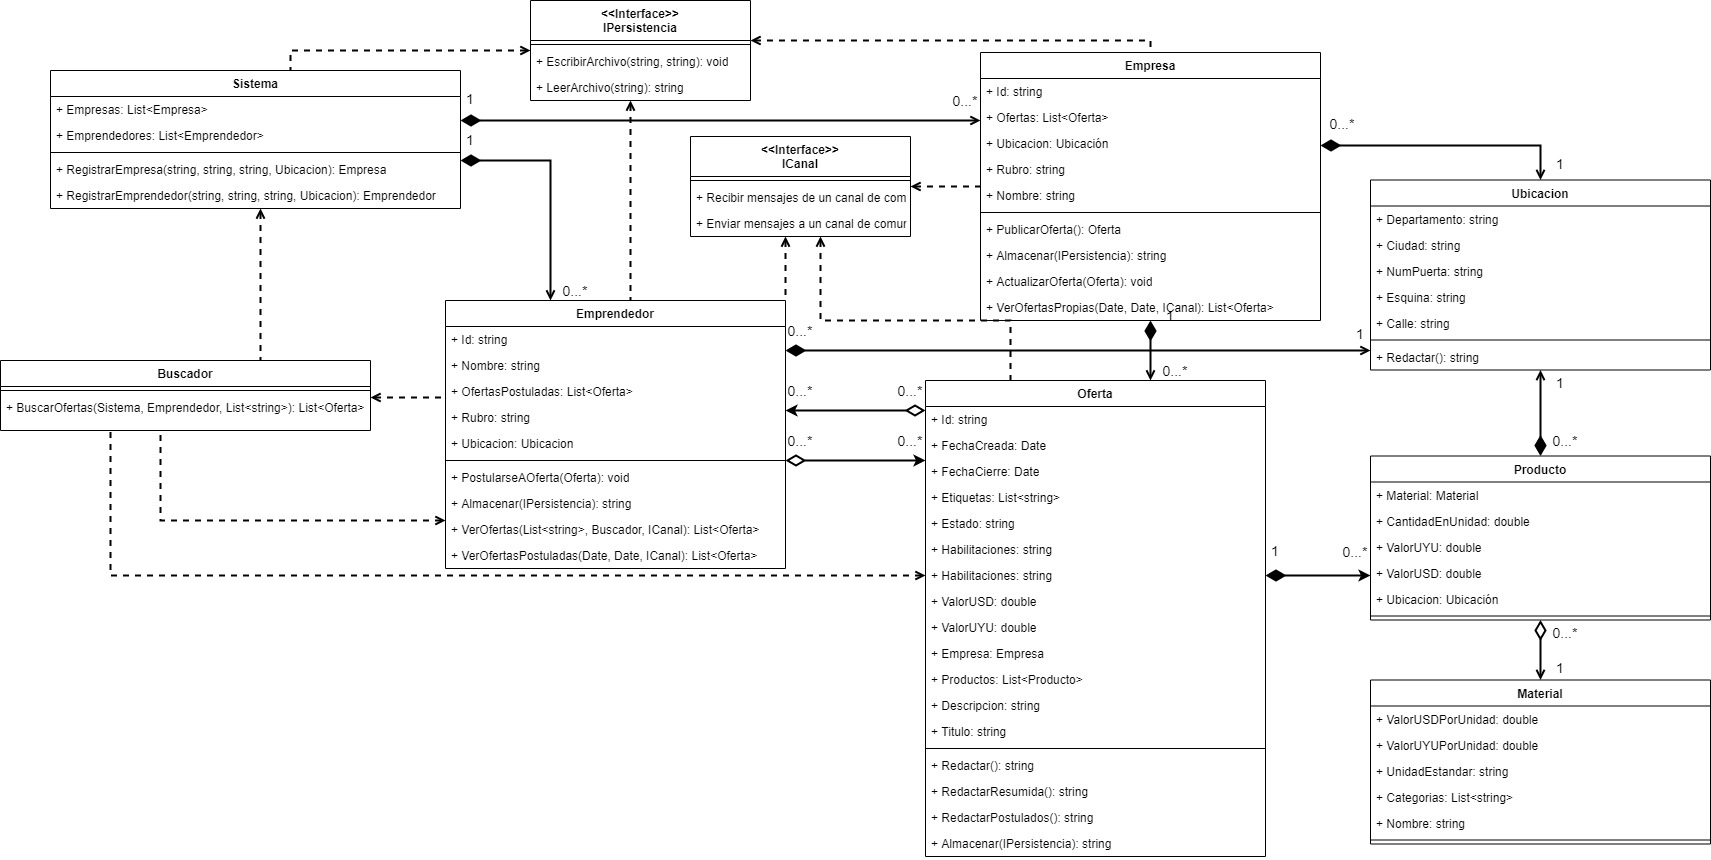 <<Interface>>
IPersistencia
+ EscribirArchivo(string, string): void
+ LeerArchivo(string): string
Sistema
+ Empresas: List<Empresa>
+ Emprendedores: List<Emprendedor>
+ RegistrarEmpresa(string, string, string, Ubicacion): Empresa
+ RegistrarEmprendedor(string, string, string, Ubicacion): Emprendedor
1
1
0...*
0...*
<<Interface>>
ICanal
+ Recibir mensajes de un canal de com
+ Enviar mensajes a un canal de comur
Empresa
+ Id: string
+ Ofertas: List<Oferta>
+ Ubicacion: Ubicación
+ Rubro: string
+ Nombre: string
+ PublicarOferta(): Oferta
+ Almacenar(IPersistencia): string
+ ActualizarOferta(Oferta): void
+ VerOfertasPropias(Date, Date, ICanal): List<Oferta>
0...*
1
1
0...*
Ubicacion
+ Departamento: string
+ Ciudad: string
+ NumPuerta: string
+ Esquina: string
+ Calle: string
+ Redactar(): string
Buscador
+ BuscarOfertas(Sistema, Emprendedor, List<string>): List<Oferta>
Emprendedor
+ Id: string
+ Nombre: string
+ OfertasPostuladas: List<Oferta>
+ Rubro: string
+ Ubicacion: Ubicacion
+ PostularseAOferta(Oferta): void
+ Almacenar(IPersistencia): string
+ VerOfertas(List<string>, Buscador, ICanal): List<Oferta>
+ VerOfertasPostuladas(Date, Date, ICanal): List<Oferta>
0...*
1
0...*
0...*
0...*
0...*
Oferta
+ Id: string
+ FechaCreada: Date
+ FechaCierre: Date
+ Etiquetas: List<string>
+ Estado: string
+ Habilitaciones: string
+ Habilitaciones: string
+ ValorUSD: double
+ ValorUYU: double
+ Empresa: Empresa
+ Productos: List<Producto>
+ Descripcion: string
+ Titulo: string
+ Redactar(): string
+ RedactarResumida(): string
+ RedactarPostulados(): string
+ Almacenar(IPersistencia): string
1
0...*
1
0...*
Producto
+ Material: Material
+ CantidadEnUnidad: double
+ ValorUYU: double
+ ValorUSD: double
+ Ubicacion: Ubicación
0...*
1
Material
+ ValorUSDPorUnidad: double
+ ValorUYUPorUnidad: double
+ UnidadEstandar: string
+ Categorias: List<string>
+ Nombre: string